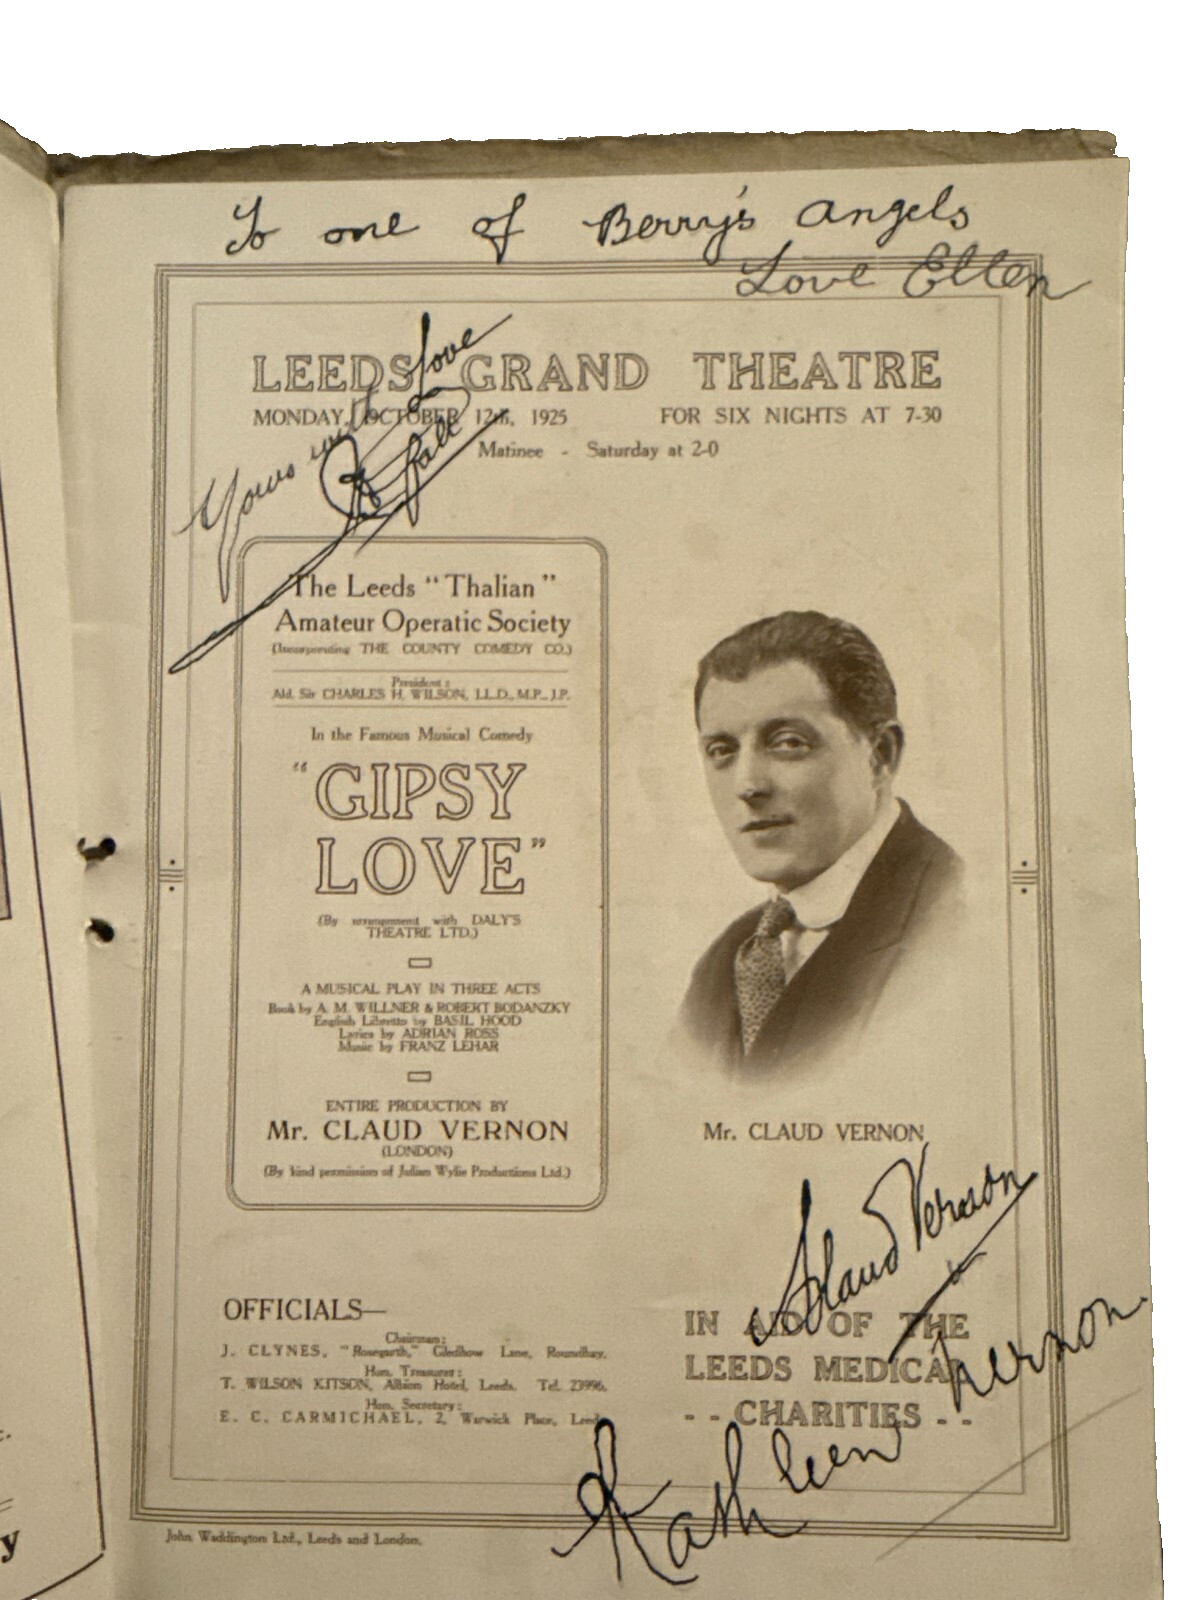 To one of Berry's Angels
Love Ellen
LEEDS GRAND THEATRE
MONDAY, OCTOBER 12th, 1925 FOR SIX NIGHTS AT 7-30
Matinee - Saturday at 2-0
Yours with love
The Leeds "Thalian"
Amateur Operatic Society
(Incorporating THE COUNTY COMEDY CO.)
President:
Ald. Sir CHARLES H. WILSON, LL.D., M.P., J.P.
In the Famous Musical Comedy
"GIPSY
LOVE"
(By arrangement with DALY'S
THEATRE LTD.)
A MUSICAL PLAY IN THREE ACTS
Book by A. M. WILLNER & ROBERT BODANZKY
English Libretto by BASIL HOOD
Lyrics by ADRIAN ROSS
Music by FRANZ LEHAR
ENTIRE PRODUCTION BY
Mr. CLAUD VERNON
(LONDON)
(By kind permission of Julian Wylie Productions Ltd.)
Mr. CLAUD VERNON
Claud Vernon
OFFICIALS—
Chairman:
J. CLYNES, "Rosegarth," Gledhow Lane, Roundhay.
Hon. Treasurer:
T. WILSON KITSON, Albion Hotel, Leeds. Tel. 23996.
Hon. Secretary:
E. C. CARMICHAEL, 2, Warwick Place, Leeds
IN AID OF THE
LEEDS MEDICAL
- - CHARITIES - -
Kathleen Vernon.
John Waddington Ltd., Leeds and London.